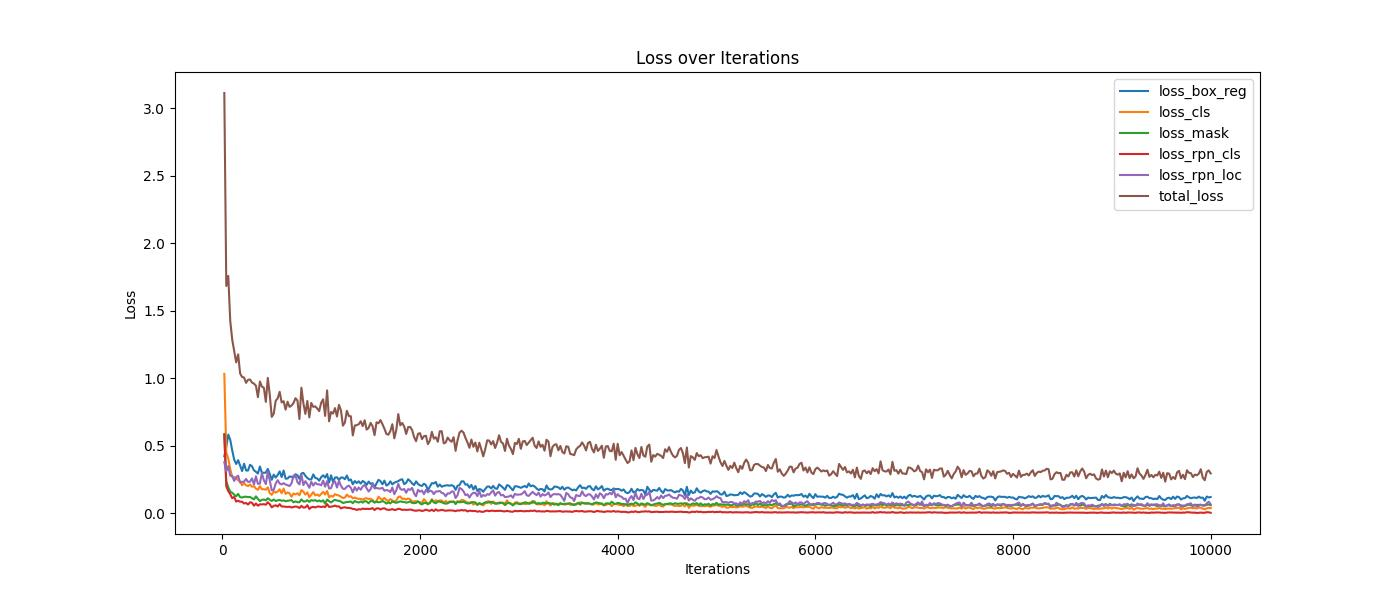 Loss over Iterations
loss_box_reg
loss_cls
loss_mask
loss_rpn_cls
loss_rpn_loc
total_loss
3.0
2.5
2.0
1.5
1.0
0.5
0.0
Loss
0 2000 4000 6000 8000 10000
Iterations